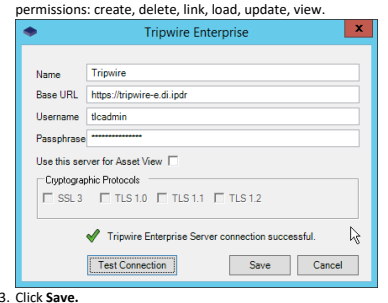 permissions: create, delete, link, load, update, view.
Tripwire Enterprise x
Name Tripwire
Base URL https://tripwire-e.di.ipdr
Username tlcadmin
Passphrase ***************
Use this server for Asset View
Cryptographic Protocols
SSL 3 TLS 1.0 TLS 1.1 TLS 1.2
Tripwire Enterprise Server connection successful.
Test Connection Save Cancel
3. Click Save.